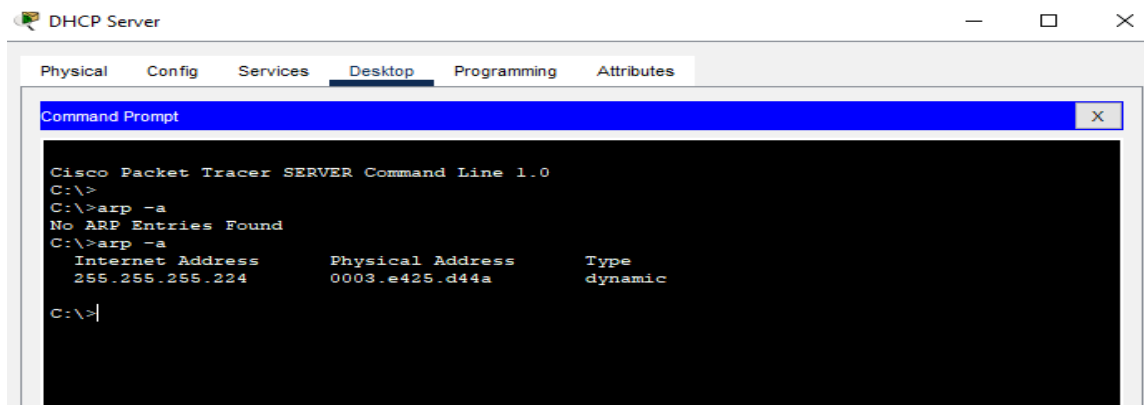 DHCP Server
Physical Config Services Desktop Programming Attributes
Command Prompt X
Cisco Packet Tracer SERVER Command Line 1.0
C:\>
C:\>arp -a
No ARP Entries Found
C:\>arp -a
Internet Address Physical Address Type
255.255.255.224 0003.e425.d44a dynamic
C:\>